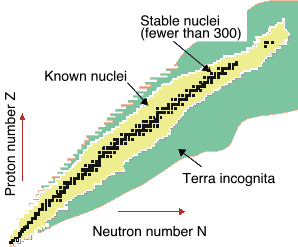 Stable nuclei
(fewer than 300)
Known nuclei
Proton number Z
Terra incognita
Neutron number N